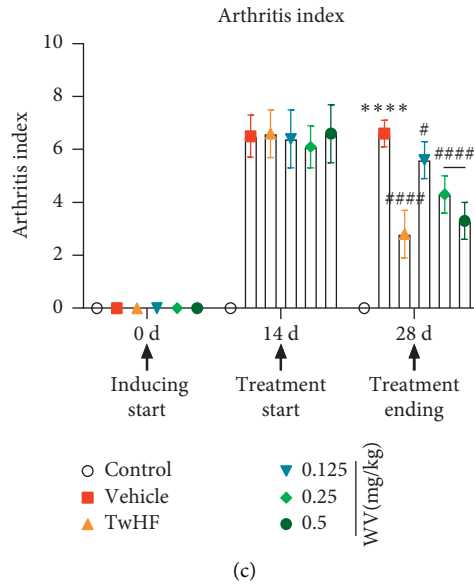 Arthritis index
Arthritis index
10
8
6
4
2
0
**** # ####
####
0 d 14 d 28 d
Inducing start Treatment start Treatment ending
Control
Vehicle
TwHF
0.125
0.25
0.5
WV(mg/kg)
(c)